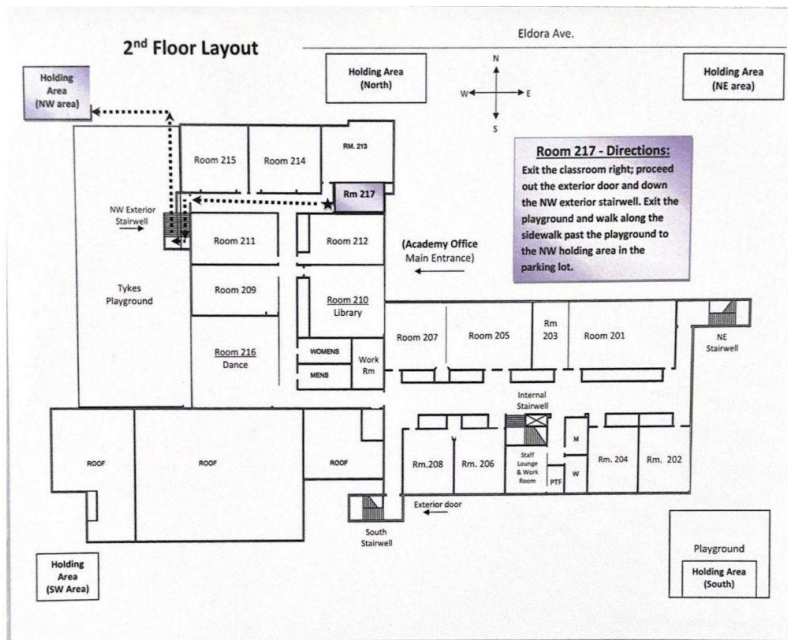 Eldora Ave.
2nd Floor Layout
Holding
Area
(NW area)
Holding Area
(North)
N
W
E
S
Holding Area
(NE area)
Room 215
Room 214
RM. 213
Rm 217
Room 217 - Directions:
Exit the classroom right; proceed
out the exterior door and down
the NW exterior stairwell. Exit the
playground and walk along the
sidewalk past the playground to
the NW holding area in the
parking lot.
NW Exterior
Stairwell
Room 211
Room 212
(Academy Office
Main Entrance)
Tykes
Playground
Room 209
Room 210
Library
Room 216
Dance
WOMENS
MENS
Work
Rm
Room 207
Room 205
Rm
203
Room 201
NE
Stairwell
Internal
Stairwell
ROOF
ROOF
ROOF
Rm.208
Rm. 206
Staff
Lounge
& Work
Room
PTF
M
W
Rm. 204
Rm. 202
Exterior door
South
Stairwell
Holding
Area
(SW Area)
Playground
Holding Area
(South)